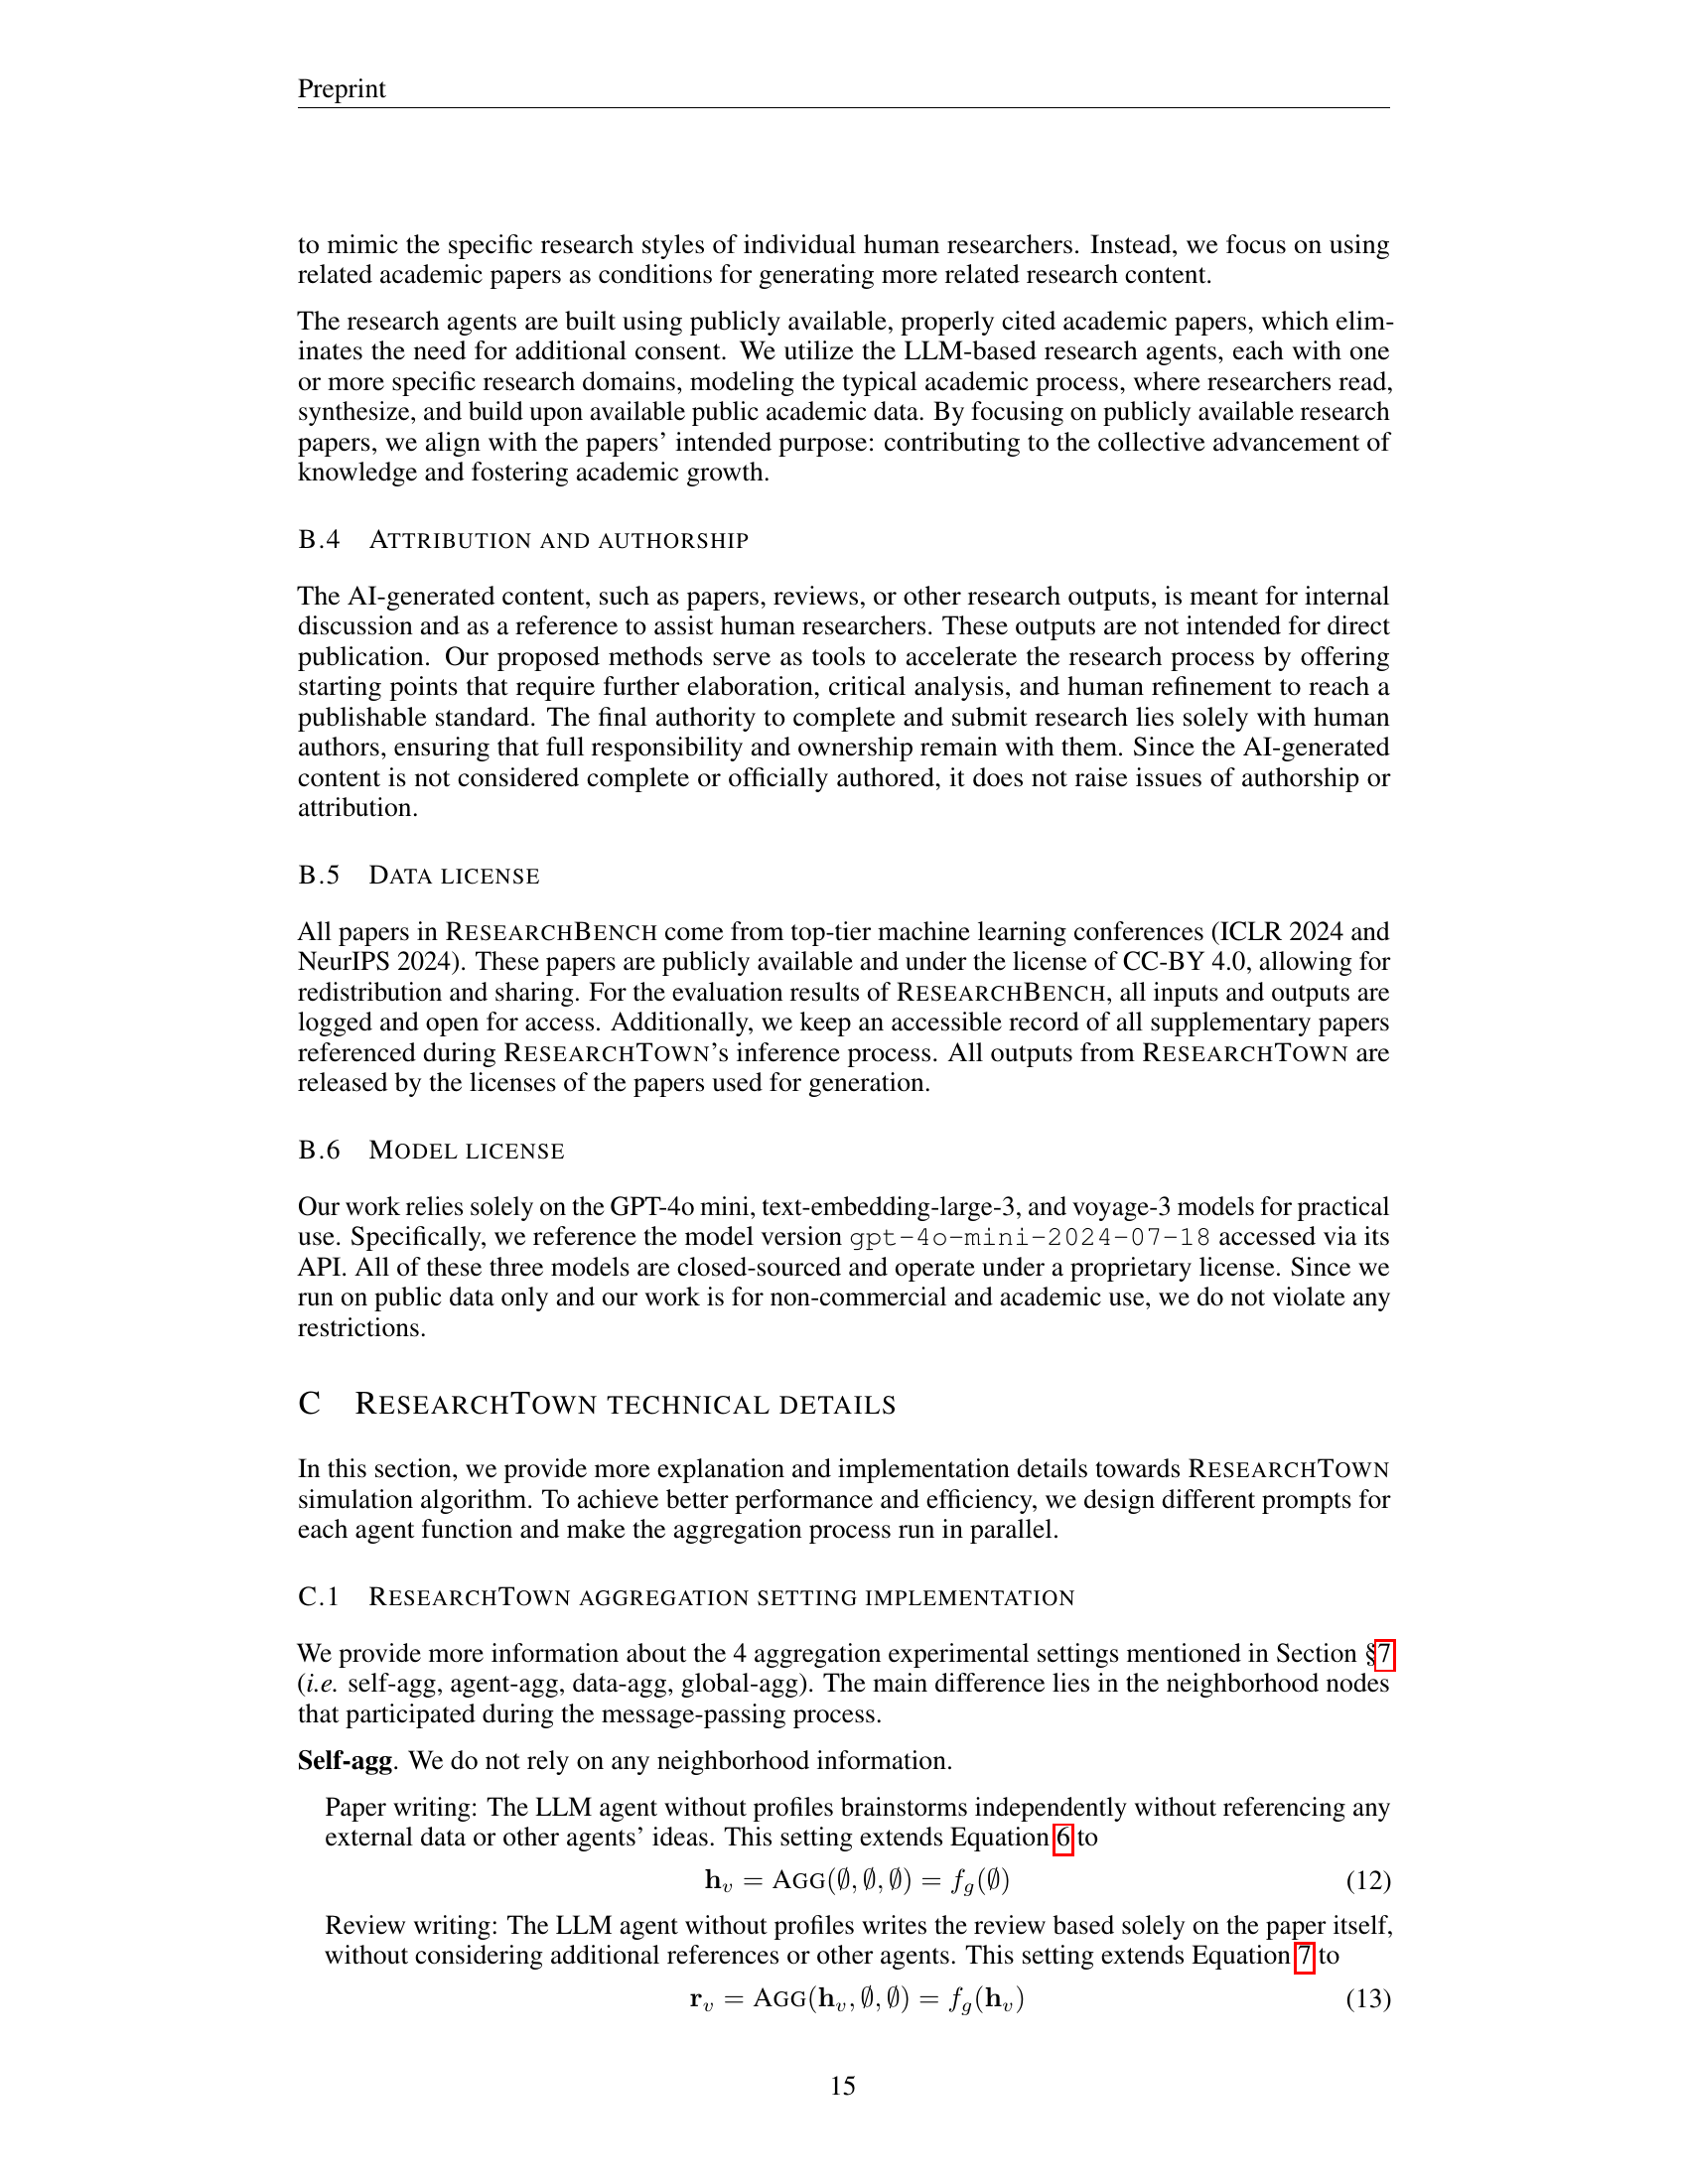 Preprint
to mimic the specific research styles of individual human researchers. Instead, we focus on using
related academic papers as conditions for generating more related research content.
The research agents are built using publicly available, properly cited academic papers, which elim-
inates the need for additional consent. We utilize the LLM-based research agents, each with one
or more specific research domains, modeling the typical academic process, where researchers read,
synthesize, and build upon available public academic data. By focusing on publicly available research
papers, we align with the papers’ intended purpose: contributing to the collective advancement of
knowledge and fostering academic growth.
B.4 ATTRIBUTION AND AUTHORSHIP
The AI-generated content, such as papers, reviews, or other research outputs, is meant for internal
discussion and as a reference to assist human researchers. These outputs are not intended for direct
publication. Our proposed methods serve as tools to accelerate the research process by offering
starting points that require further elaboration, critical analysis, and human refinement to reach a
publishable standard. The final authority to complete and submit research lies solely with human
authors, ensuring that full responsibility and ownership remain with them. Since the AI-generated
content is not considered complete or officially authored, it does not raise issues of authorship or
attribution.
B.5 DATA LICENSE
All papers in RESEARCHBENCH come from top-tier machine learning conferences (ICLR 2024 and
NeurIPS 2024). These papers are publicly available and under the license of CC-BY 4.0, allowing for
redistribution and sharing. For the evaluation results of RESEARCHBENCH, all inputs and outputs are
logged and open for access. Additionally, we keep an accessible record of all supplementary papers
referenced during RESEARCHTOWN’s inference process. All outputs from RESEARCHTOWN are
released by the licenses of the papers used for generation.
B.6 MODEL LICENSE
Our work relies solely on the GPT-4o mini, text-embedding-large-3, and voyage-3 models for practical
use. Specifically, we reference the model version gpt-4o-mini-2024-07-18 accessed via its
API. All of these three models are closed-sourced and operate under a proprietary license. Since we
run on public data only and our work is for non-commercial and academic use, we do not violate any
restrictions.
C RESEARCHTOWN TECHNICAL DETAILS
In this section, we provide more explanation and implementation details towards RESEARCHTOWN
simulation algorithm. To achieve better performance and efficiency, we design different prompts for
each agent function and make the aggregation process run in parallel.
C.1 RESEARCHTOWN AGGREGATION SETTING IMPLEMENTATION
We provide more information about the 4 aggregation experimental settings mentioned in Section §7
(i.e. self-agg, agent-agg, data-agg, global-agg). The main difference lies in the neighborhood nodes
that participated during the message-passing process.
Self-agg. We do not rely on any neighborhood information.
Paper writing: The LLM agent without profiles brainstorms independently without referencing any
external data or other agents’ ideas. This setting extends Equation 6 to
h_v = AGG(∅, ∅, ∅) = f_g(∅) (12)
Review writing: The LLM agent without profiles writes the review based solely on the paper itself,
without considering additional references or other agents. This setting extends Equation 7 to
r_v = AGG(h_v, ∅, ∅) = f_g(h_v) (13)
15